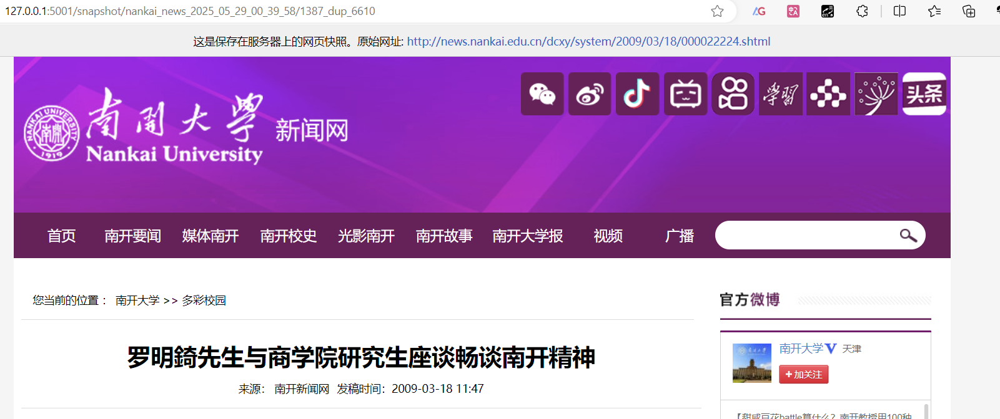 127.0.0.1:5001/snapshot/nankai_news_2025_05_29_00_39_58/1387_dup_6610
这是保存在服务器上的网页快照。原始网址: http://news.nankai.edu.cn/dcxy/system/2009/03/18/000022224.shtml
南開大學
Nankai University
新闻网
NANKAI UNIVERSITY
南開
1919
学習
头条
首页 南开要闻 媒体南开 南开校史 光影南开 南开故事 南开大学报 视频 广播
您当前的位置： 南开大学 >> 多彩校园
官方微博
罗明錡先生与商学院研究生座谈畅谈南开精神
来源： 南开新闻网 发稿时间：2009-03-18 11:47
南开大学 V 天津
+加关注
【甜咸豆花battle算什么？南开教授用100种